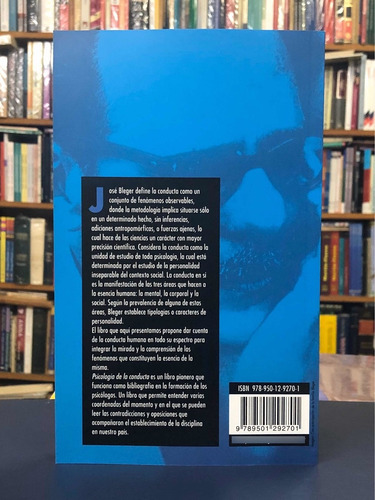 José Bleger define la conducta como un
conjunto de fenómenos observables,
donde la metodología implica situarse sólo
en un determinado hecho, sin inferencias,
adiciones antropomórficas, o fuerzas ajenas, lo
cual hace de las ciencias un carácter con mayor
precisión científica. Considera la conducta como la
unidad de estudio de toda psicología, la cual está
determinada por el estudio de la personalidad
inseparable del contexto social. La conducta en sí
es la manifestación de las tres áreas que hacen a
la esencia humana: la mental, la corporal y la
social. Según la prevalencia de alguna de estas
áreas, Bleger establece tipologías o caracteres de
personalidad.
El libro que aquí presentamos propone dar cuenta
de la conducta humana en todo su espectro para
integrar la mirada y la comprensión de los
fenómenos que constituyen la esencia de la
misma.
Psicología de la conducta es un libro pionero que
funciona como bibliografía en la formación de los
psicólogos. Un libro que permite entender varias
coordenadas del momento y en el que se pueden
leer las contradicciones y oposiciones que
acompañaron el establecimiento de la disciplina
en nuestro país.
ISBN 978-950-12-9270-1
9 789501 292701